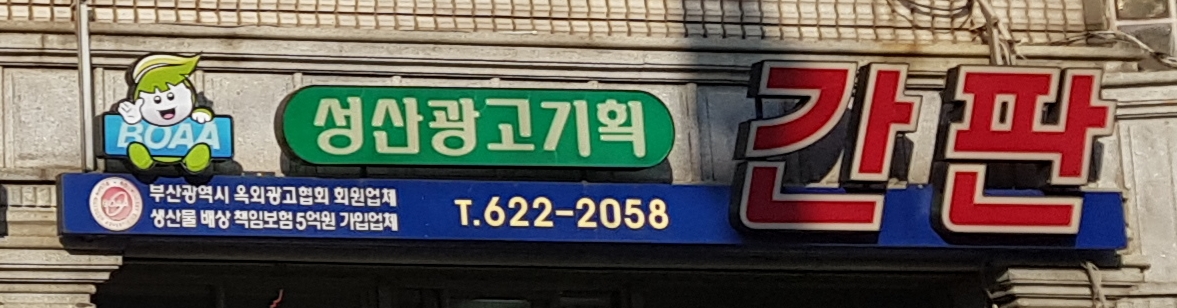 BOAA
성산광고기획
간판
부산광역시 옥외광고협회 회원업체
생산물 배상 책임보험 5억원 가입업체
T.622-2058